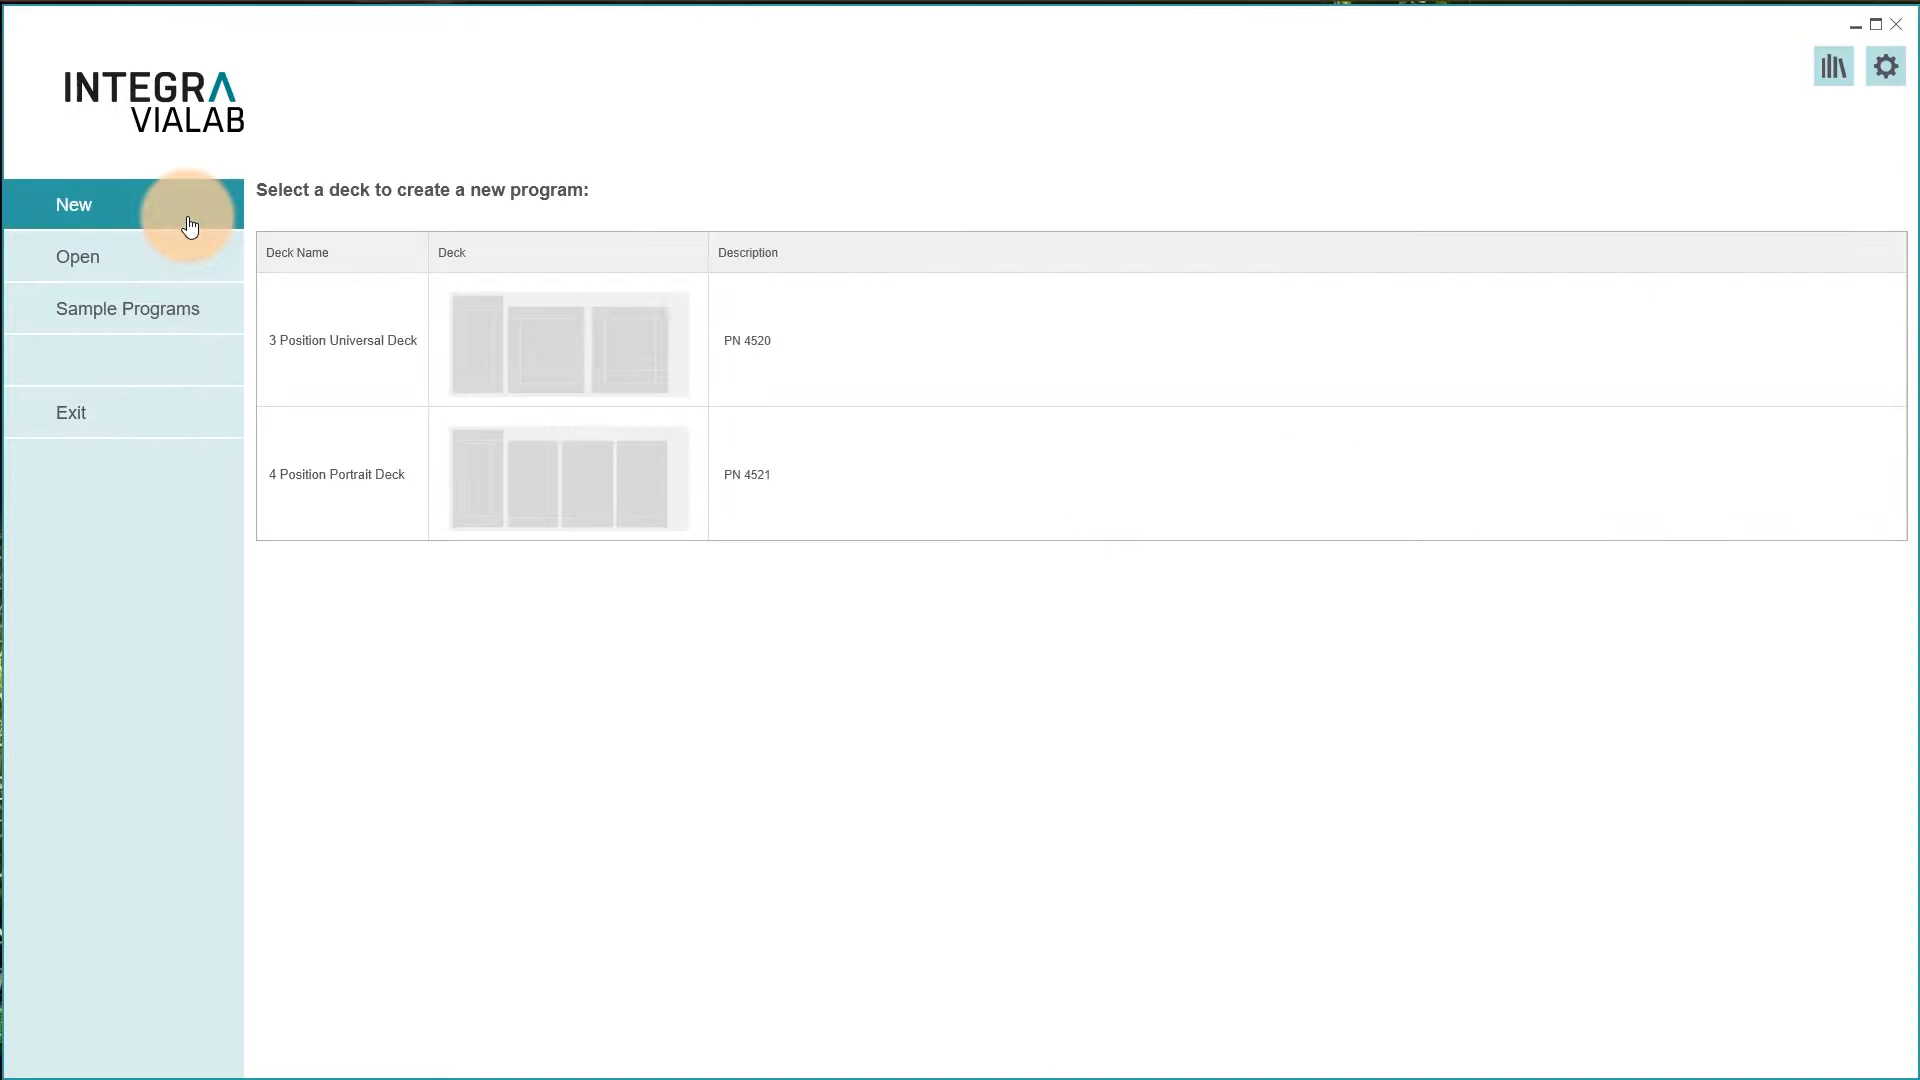 INTEGRA
VIALAB
New
Open
Sample Programs
Exit
Select a deck to create a new program:
Deck Name
Deck
Description
3 Position Universal Deck
PN 4520
4 Position Portrait Deck
PN 4521